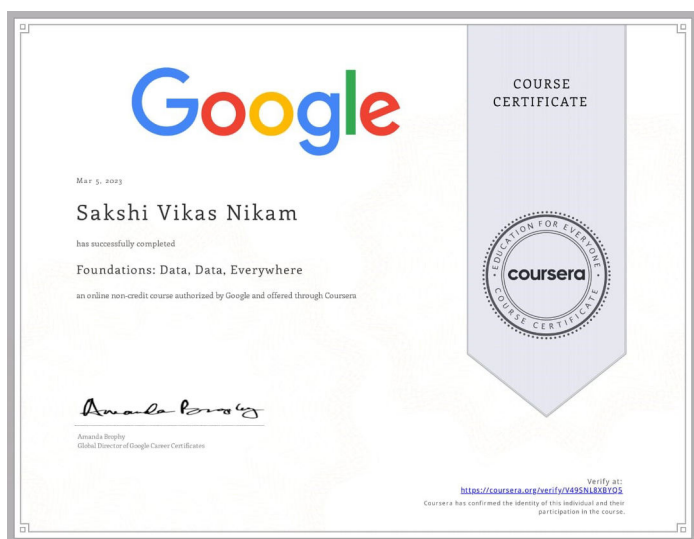 Google
COURSE
CERTIFICATE
Mar 5, 2023
Sakshi Vikas Nikam
has successfully completed
Foundations: Data, Data, Everywhere
an online non-credit course authorized by Google and offered through Coursera
EDUCATION FOR EVERYONE
coursera
COURSE CERTIFICATE
Amanda Brophy
Amanda Brophy
Global Director of Google Career Certificates
Verify at:
https://coursera.org/verify/V495NL8XBYQ5
Coursera has confirmed the identity of this individual and their
participation in the course.